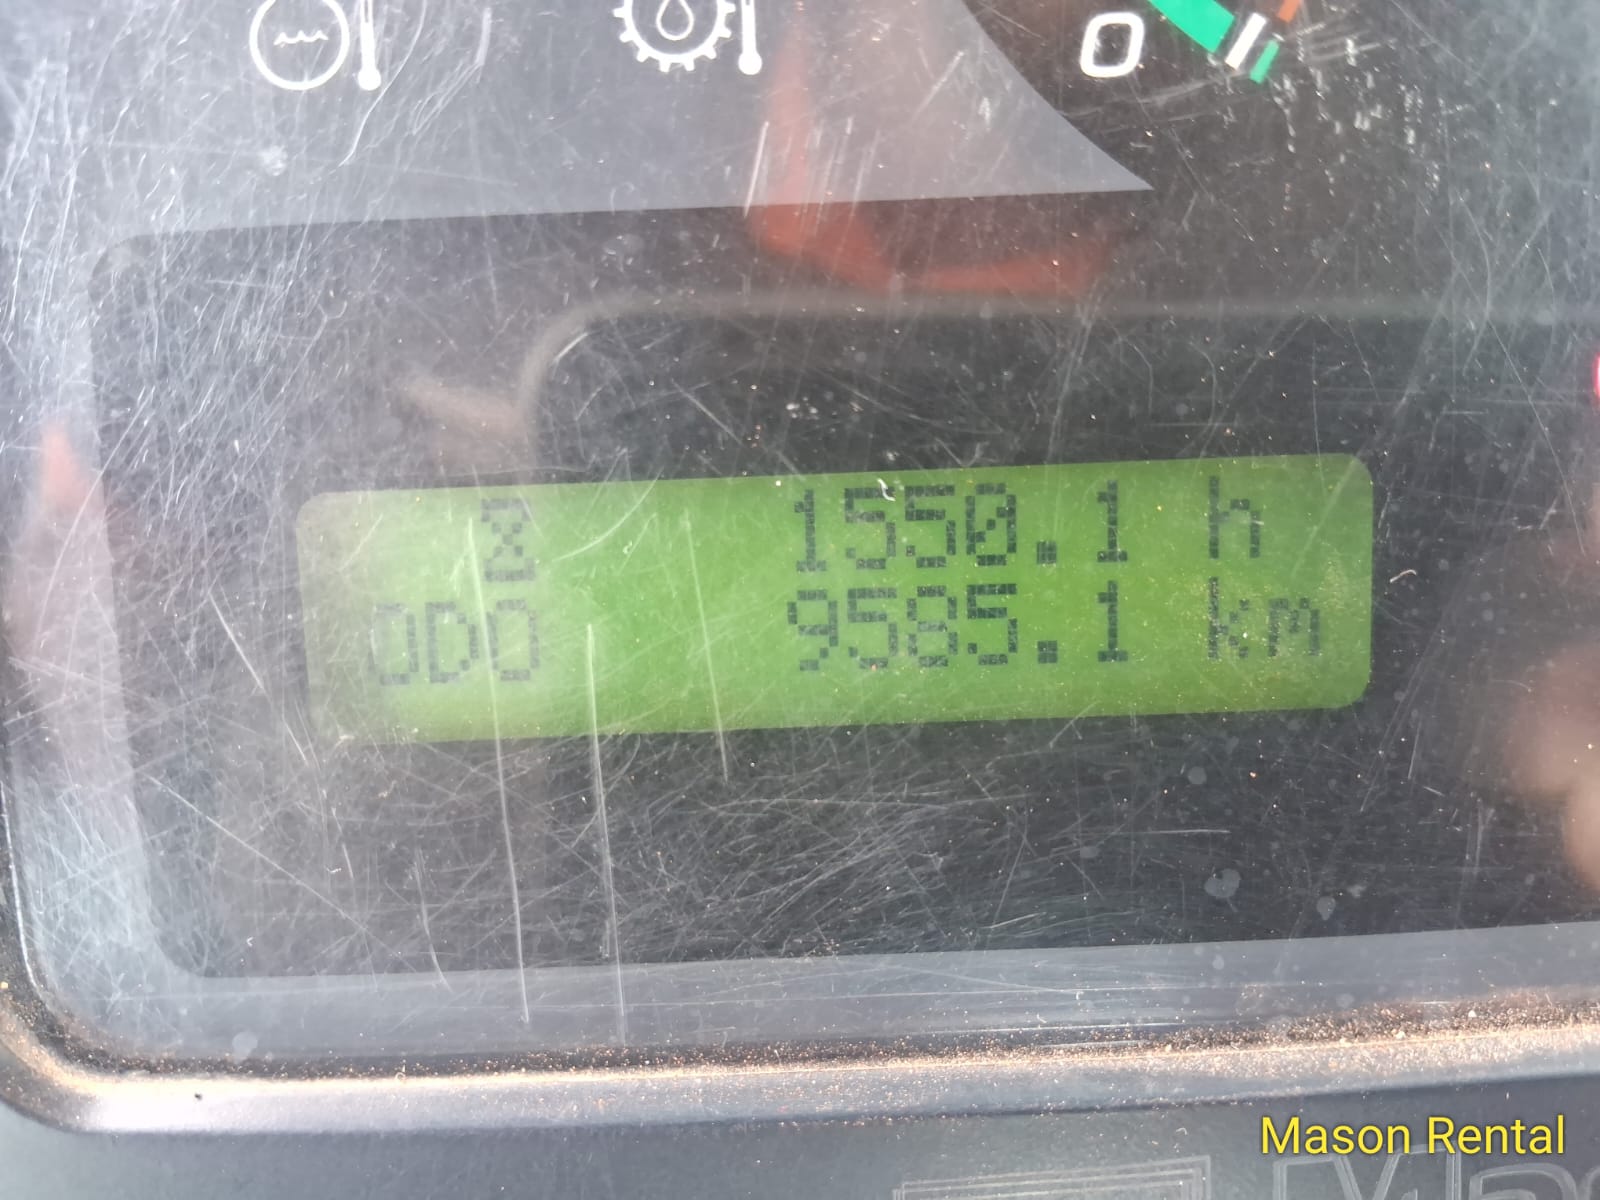 0
1550.1 h
ODO 9585.1 km
Mason Rental